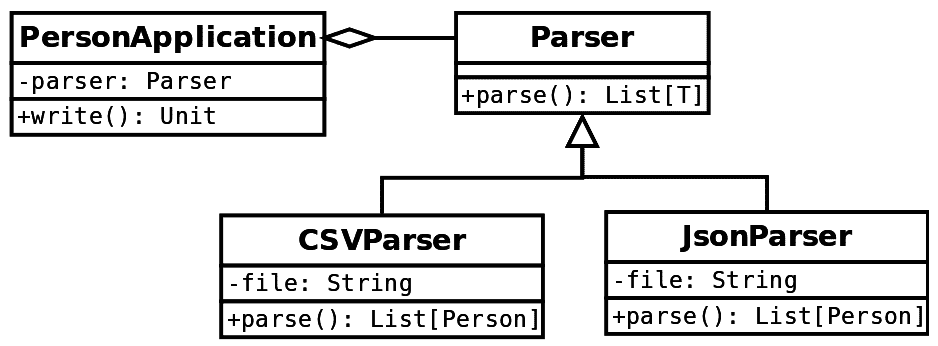 PersonApplication
-parser: Parser
+write(): Unit
Parser
+parse(): List[T]
CSVParser
-file: String
+parse(): List[Person]
JsonParser
-file: String
+parse(): List[Person]